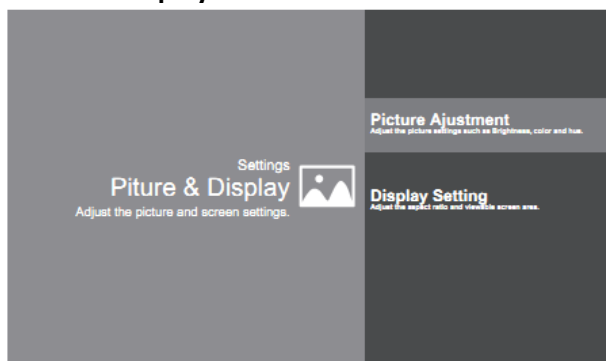 Settings
Piture & Display
Adjust the picture and screen settings.
Picture Ajustment
Adjust the picture settings such as Brightness, color and hue.
Display Setting
Adjust the aspect ratio and viewable screen area.